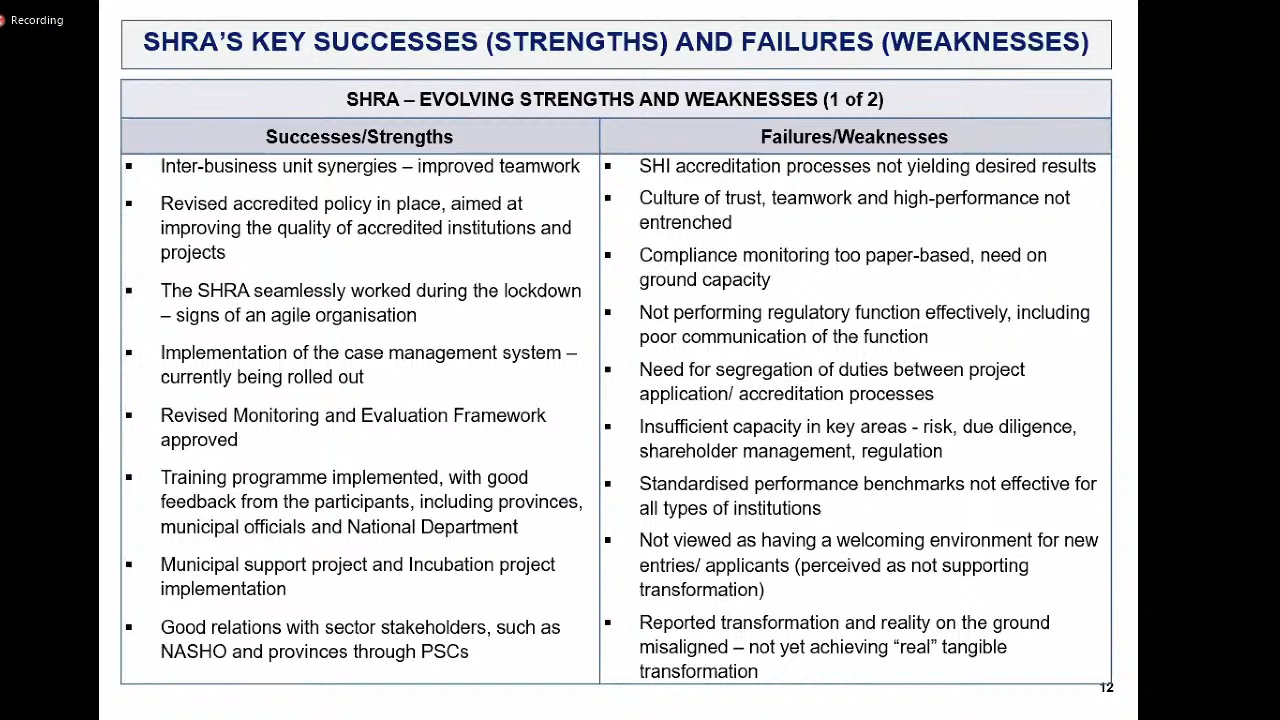 Recording
SHRA'S KEY SUCCESSES (STRENGTHS) AND FAILURES (WEAKNESSES)
SHRA – EVOLVING STRENGTHS AND WEAKNESSES (1 of 2)
Successes/Strengths
▪ Inter-business unit synergies – improved teamwork
▪ Revised accredited policy in place, aimed at
improving the quality of accredited institutions and
projects
▪ The SHRA seamlessly worked during the lockdown
– signs of an agile organisation
▪ Implementation of the case management system –
currently being rolled out
▪ Revised Monitoring and Evaluation Framework
approved
▪ Training programme implemented, with good
feedback from the participants, including provinces,
municipal officials and National Department
▪ Municipal support project and Incubation project
implementation
▪ Good relations with sector stakeholders, such as
NASHO and provinces through PSCs
Failures/Weaknesses
▪ SHI accreditation processes not yielding desired results
▪ Culture of trust, teamwork and high-performance not
entrenched
▪ Compliance monitoring too paper-based, need on
ground capacity
▪ Not performing regulatory function effectively, including
poor communication of the function
▪ Need for segregation of duties between project
application/ accreditation processes
▪ Insufficient capacity in key areas - risk, due diligence,
shareholder management, regulation
▪ Standardised performance benchmarks not effective for
all types of institutions
▪ Not viewed as having a welcoming environment for new
entries/ applicants (perceived as not supporting
transformation)
▪ Reported transformation and reality on the ground
misaligned – not yet achieving “real” tangible
transformation
12